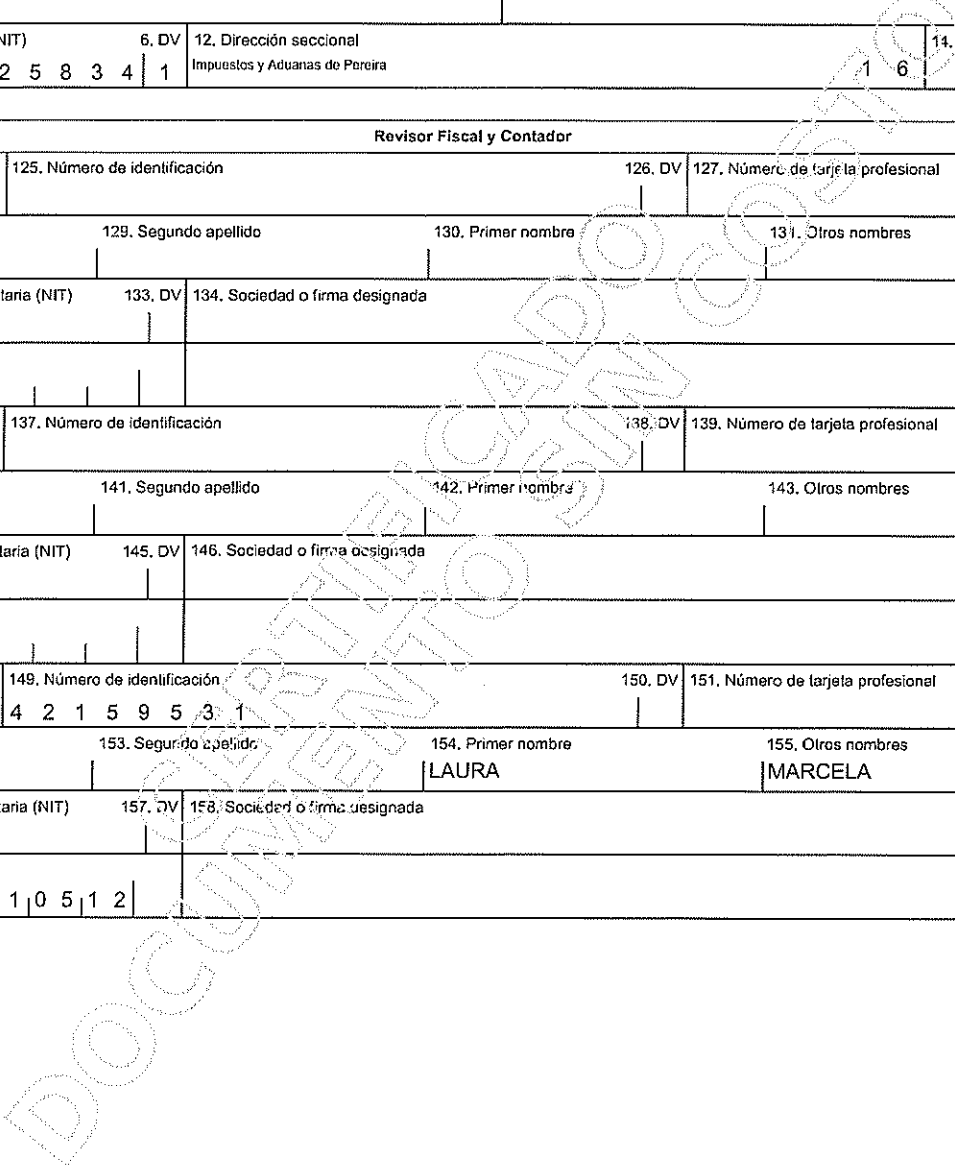 NIT) 6. DV 12. Dirección seccional 14.
2 5 8 3 4 1 Impuestos y Aduanas de Pereira 1 6
Revisor Fiscal y Contador
125. Número de identificación 126. DV 127. Número de tarjeta profesional
129. Segundo apellido 130. Primer nombre 131. Otros nombres
taria (NIT) 133. DV 134. Sociedad o firma designada
137. Número de identificación 138. DV 139. Número de tarjeta profesional
141. Segundo apellido 142. Primer nombre 143. Otros nombres
taria (NIT) 145. DV 146. Sociedad o firma designada
149. Número de identificación 150. DV 151. Número de tarjeta profesional
4 2 1 5 9 5 3 1
153. Segundo apellido 154. Primer nombre 155. Otros nombres
LAURA MARCELA
taria (NIT) 157. DV 158. Sociedad o firma designada
1 0 5 1 2
CERTIFICADO
DOCUMENTO SIN COSTO